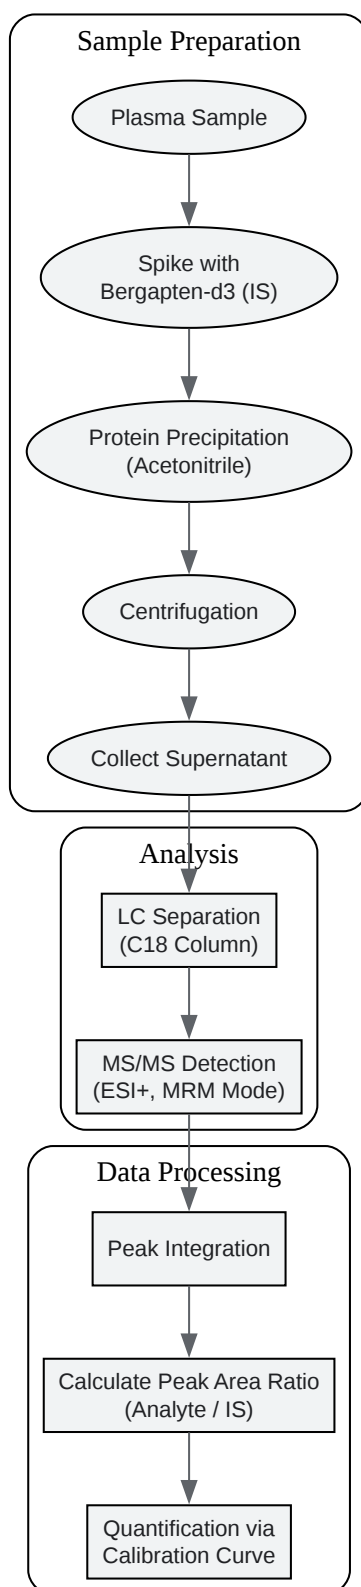 Sample Preparation
Plasma Sample
Spike with
Bergapten-d3 (IS)
Protein Precipitation
(Acetonitrile)
Centrifugation
Collect Supernatant
Analysis
LC Separation
(C18 Column)
MS/MS Detection
(ESI+, MRM Mode)
Data Processing
Peak Integration
Calculate Peak Area Ratio
(Analyte / IS)
Quantification via
Calibration Curve